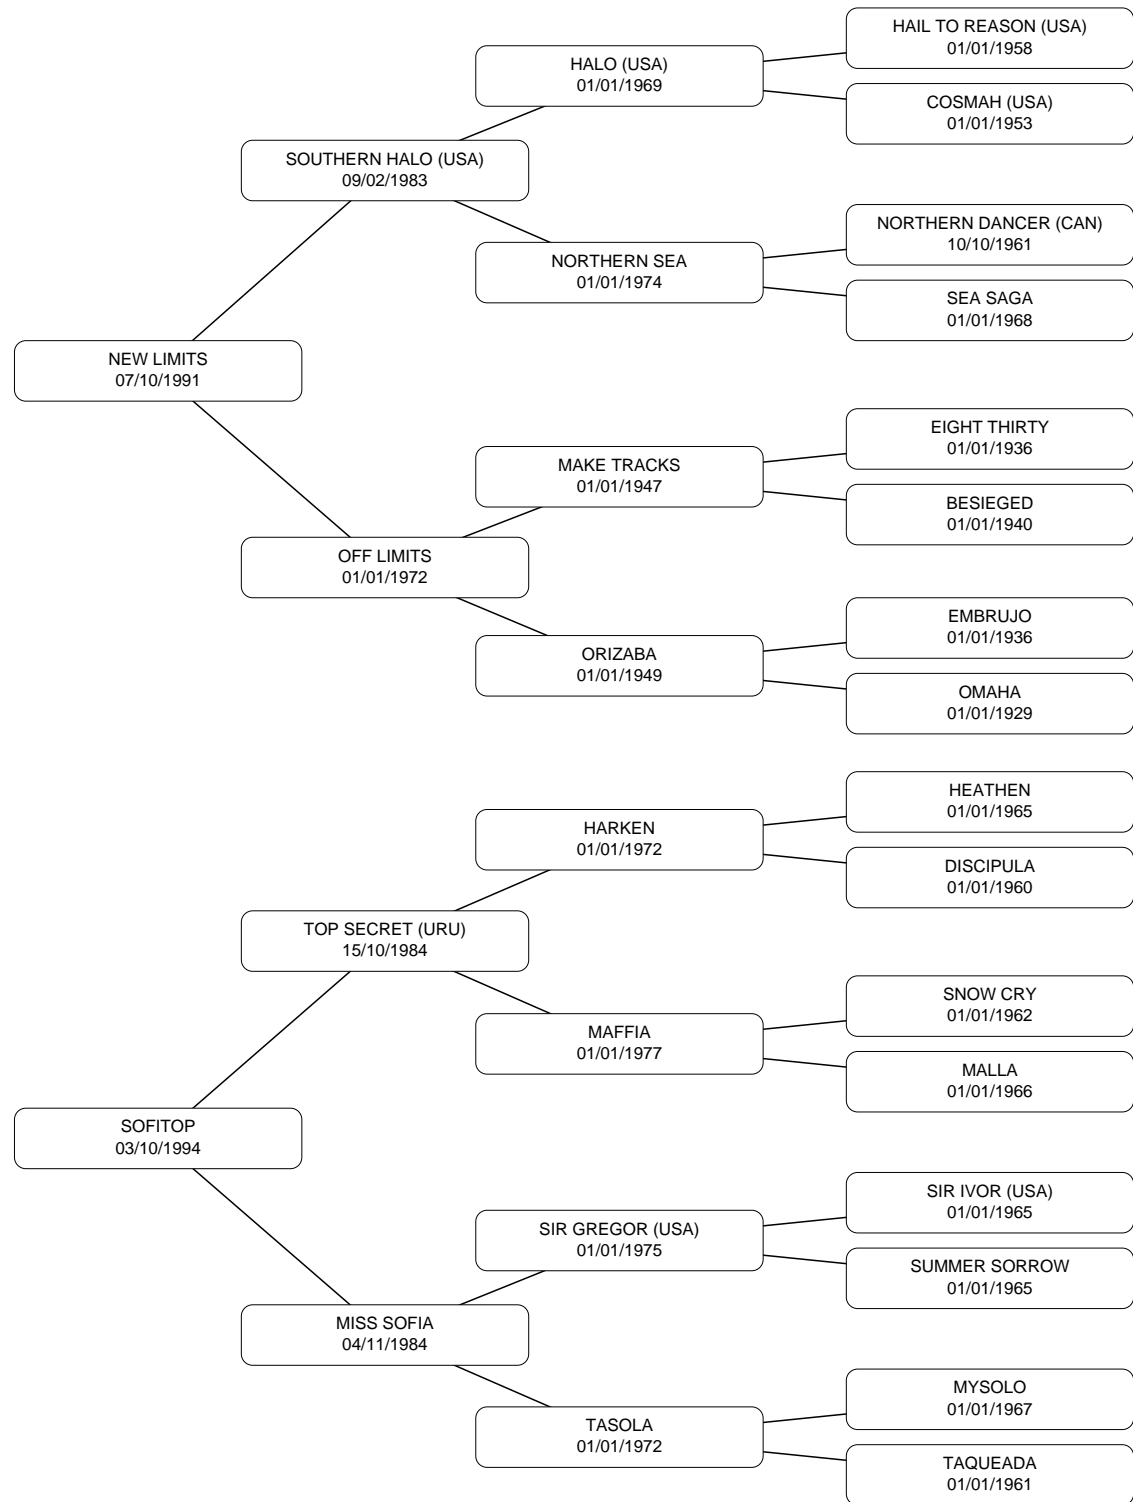 HAIL TO REASON (USA)
01/01/1958
HALO (USA)
01/01/1969
COSMAH (USA)
01/01/1953
SOUTHERN HALO (USA)
09/02/1983
NORTHERN DANCER (CAN)
10/10/1961
NORTHERN SEA
01/01/1974
SEA SAGA
01/01/1968
NEW LIMITS
07/10/1991
EIGHT THIRTY
01/01/1936
MAKE TRACKS
01/01/1947
BESIEGED
01/01/1940
OFF LIMITS
01/01/1972
EMBRUJO
01/01/1936
ORIZABA
01/01/1949
OMAHA
01/01/1929
HEATHEN
01/01/1965
HARKEN
01/01/1972
DISCIPULA
01/01/1960
TOP SECRET (URU)
15/10/1984
SNOW CRY
01/01/1962
MAFFIA
01/01/1977
MALLA
01/01/1966
SOFITOP
03/10/1994
SIR IVOR (USA)
01/01/1965
SIR GREGOR (USA)
01/01/1975
SUMMER SORROW
01/01/1965
MISS SOFIA
04/11/1984
MYSOLO
01/01/1967
TASOLA
01/01/1972
TAQUEADA
01/01/1961